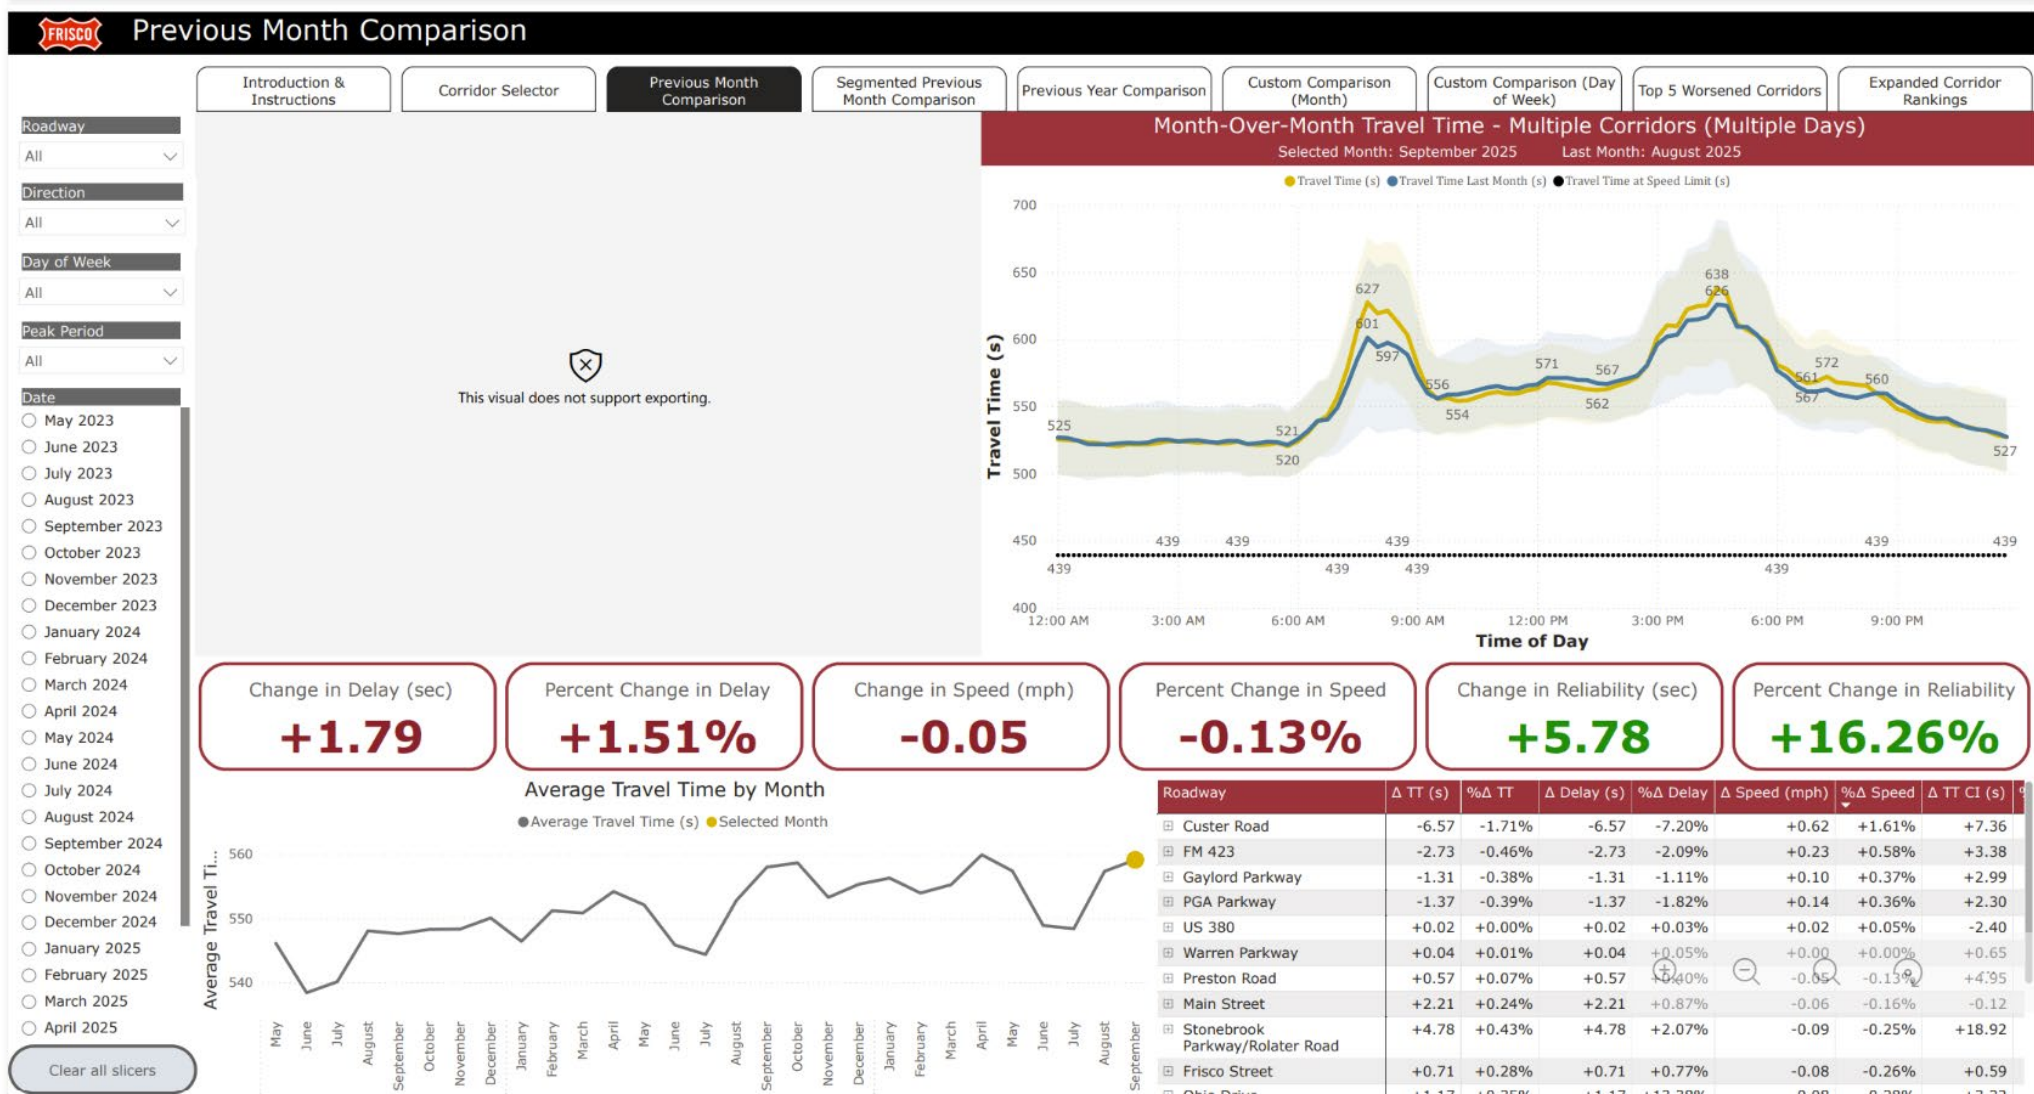 FRISCO
Previous Month Comparison
Introduction &
Instructions
Corridor Selector
Previous Month
Comparison
Segmented Previous
Month Comparison
Previous Year Comparison
Custom Comparison
(Month)
Custom Comparison (Day
of Week)
Top 5 Worsened Corridors
Expanded Corridor
Rankings
Roadway
All
Direction
All
Day of Week
All
Peak Period
All
Date
May 2023
June 2023
July 2023
August 2023
September 2023
October 2023
November 2023
December 2023
January 2024
February 2024
March 2024
April 2024
May 2024
June 2024
July 2024
August 2024
September 2024
October 2024
November 2024
December 2024
January 2025
February 2025
March 2025
April 2025
Clear all slicers
This visual does not support exporting.
Month-Over-Month Travel Time - Multiple Corridors (Multiple Days)
Selected Month: September 2025 Last Month: August 2025
Travel Time (s) Travel Time Last Month (s) Travel Time at Speed Limit (s)
Travel Time (s)
700
650
600
550
500
450
400
638
626
627
601
597
571
567
572
561
560
556
554
562
567
525
521
520
527
439 439 439 439 439
439 439 439 439
12:00 AM 3:00 AM 6:00 AM 9:00 AM 12:00 PM 3:00 PM 6:00 PM 9:00 PM
Time of Day
Change in Delay (sec)
+1.79
Percent Change in Delay
+1.51%
Change in Speed (mph)
-0.05
Percent Change in Speed
-0.13%
Change in Reliability (sec)
+5.78
Percent Change in Reliability
+16.26%
Average Travel Time by Month
Average Travel Time (s) Selected Month
Average Travel Ti...
560
550
540
May
June
July
August
September
October
November
December
January
February
March
April
May
June
July
August
September
October
November
December
January
February
March
April
May
June
July
August
September
Roadway Δ TT (s) %Δ TT Δ Delay (s) %Δ Delay Δ Speed (mph) %Δ Speed Δ TT CI (s)
Custer Road -6.57 -1.71% -6.57 -7.20% +0.62 +1.61% +7.36
FM 423 -2.73 -0.46% -2.73 -2.09% +0.23 +0.58% +3.38
Gaylord Parkway -1.31 -0.38% -1.31 -1.11% +0.10 +0.37% +2.99
PGA Parkway -1.37 -0.39% -1.37 -1.82% +0.14 +0.36% +2.30
US 380 +0.02 +0.00% +0.02 +0.03% +0.02 +0.05% -2.40
Warren Parkway +0.04 +0.01% +0.04 +0.05% +0.00 +0.00% +0.65
Preston Road +0.57 +0.07% +0.57 +0.40% -0.05 -0.13% +4.95
Main Street +2.21 +0.24% +2.21 +0.87% -0.06 -0.16% -0.12
Stonebrook
Parkway/Rolater Road +4.78 +0.43% +4.78 +2.07% -0.09 -0.25% +18.92
Frisco Street +0.71 +0.28% +0.71 +0.77% -0.08 -0.26% +0.59